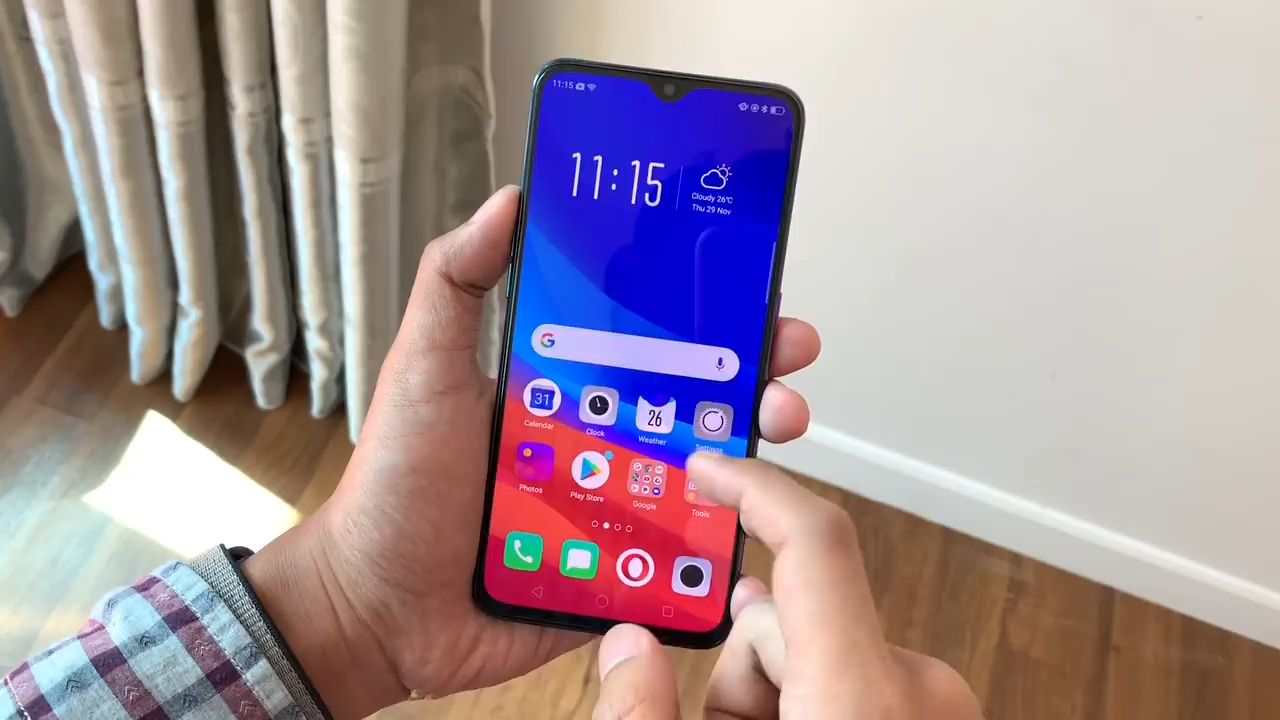 11:15
11:15
Cloudy 26°C
Thu 29 Nov
G
31
26
Calendar
Clock
Weather
Settings
Photos
Play Store
Google
Tools